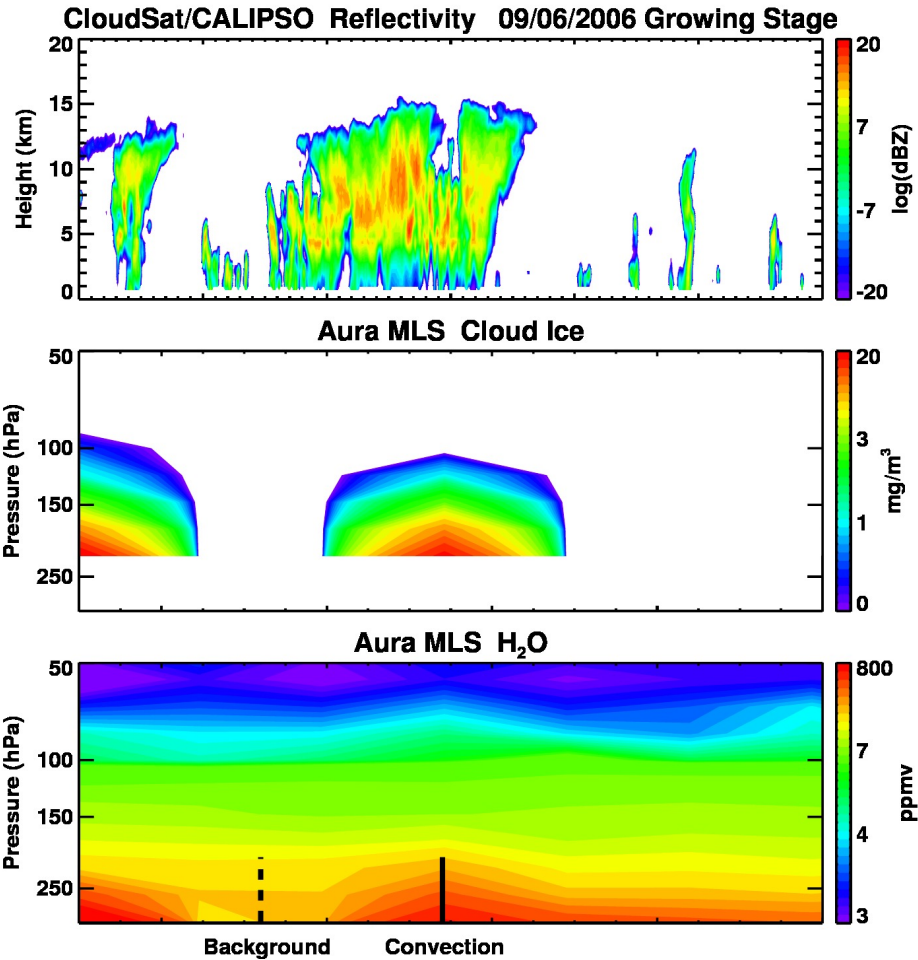 CloudSat/CALIPSO Reflectivity 09/06/2006 Growing Stage
20
15
10
5
0
Height (km)
20
7
-7
-20
log(dBZ)
Aura MLS Cloud Ice
50
100
150
250
Pressure (hPa)
20
3
1
0
mg/m³
Aura MLS H₂O
50
100
150
250
Pressure (hPa)
800
7
4
3
ppmv
Background Convection